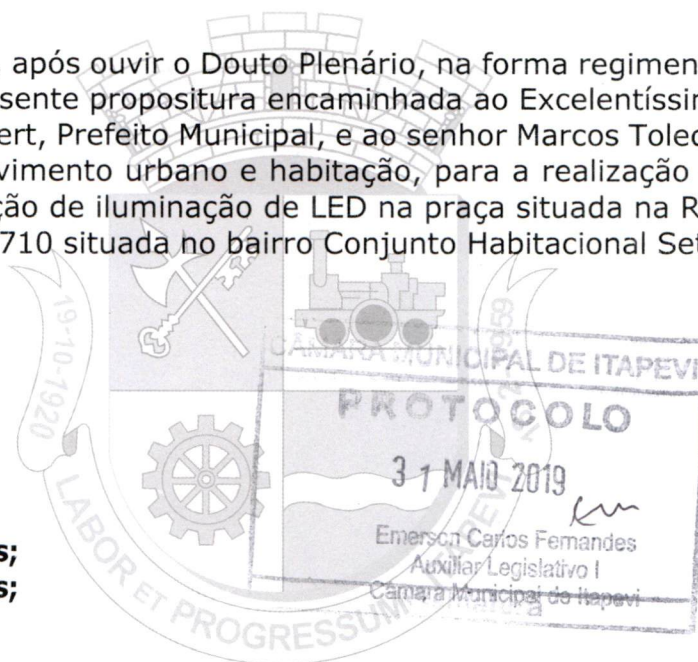 após ouvir o Douto Plenário, na forma regimen
sente propositura encaminhada ao Excelentíssi
ert, Prefeito Municipal, e ao senhor Marcos Toled
vimento urbano e habitação, para a realização
ção de iluminação de LED na praça situada na R
710 situada no bairro Conjunto Habitacional Set
19-10-1920
1959
CÂMARA MUNICIPAL DE ITAPEVI
PROTOCOLO
31 MAIO 2019
Emerson Carlos Fernandes
Auxiliar Legislativo I
Câmara Municipal de Itapevi
s;
s;
LABOR ET PROGRESSUM
ITAPEVI